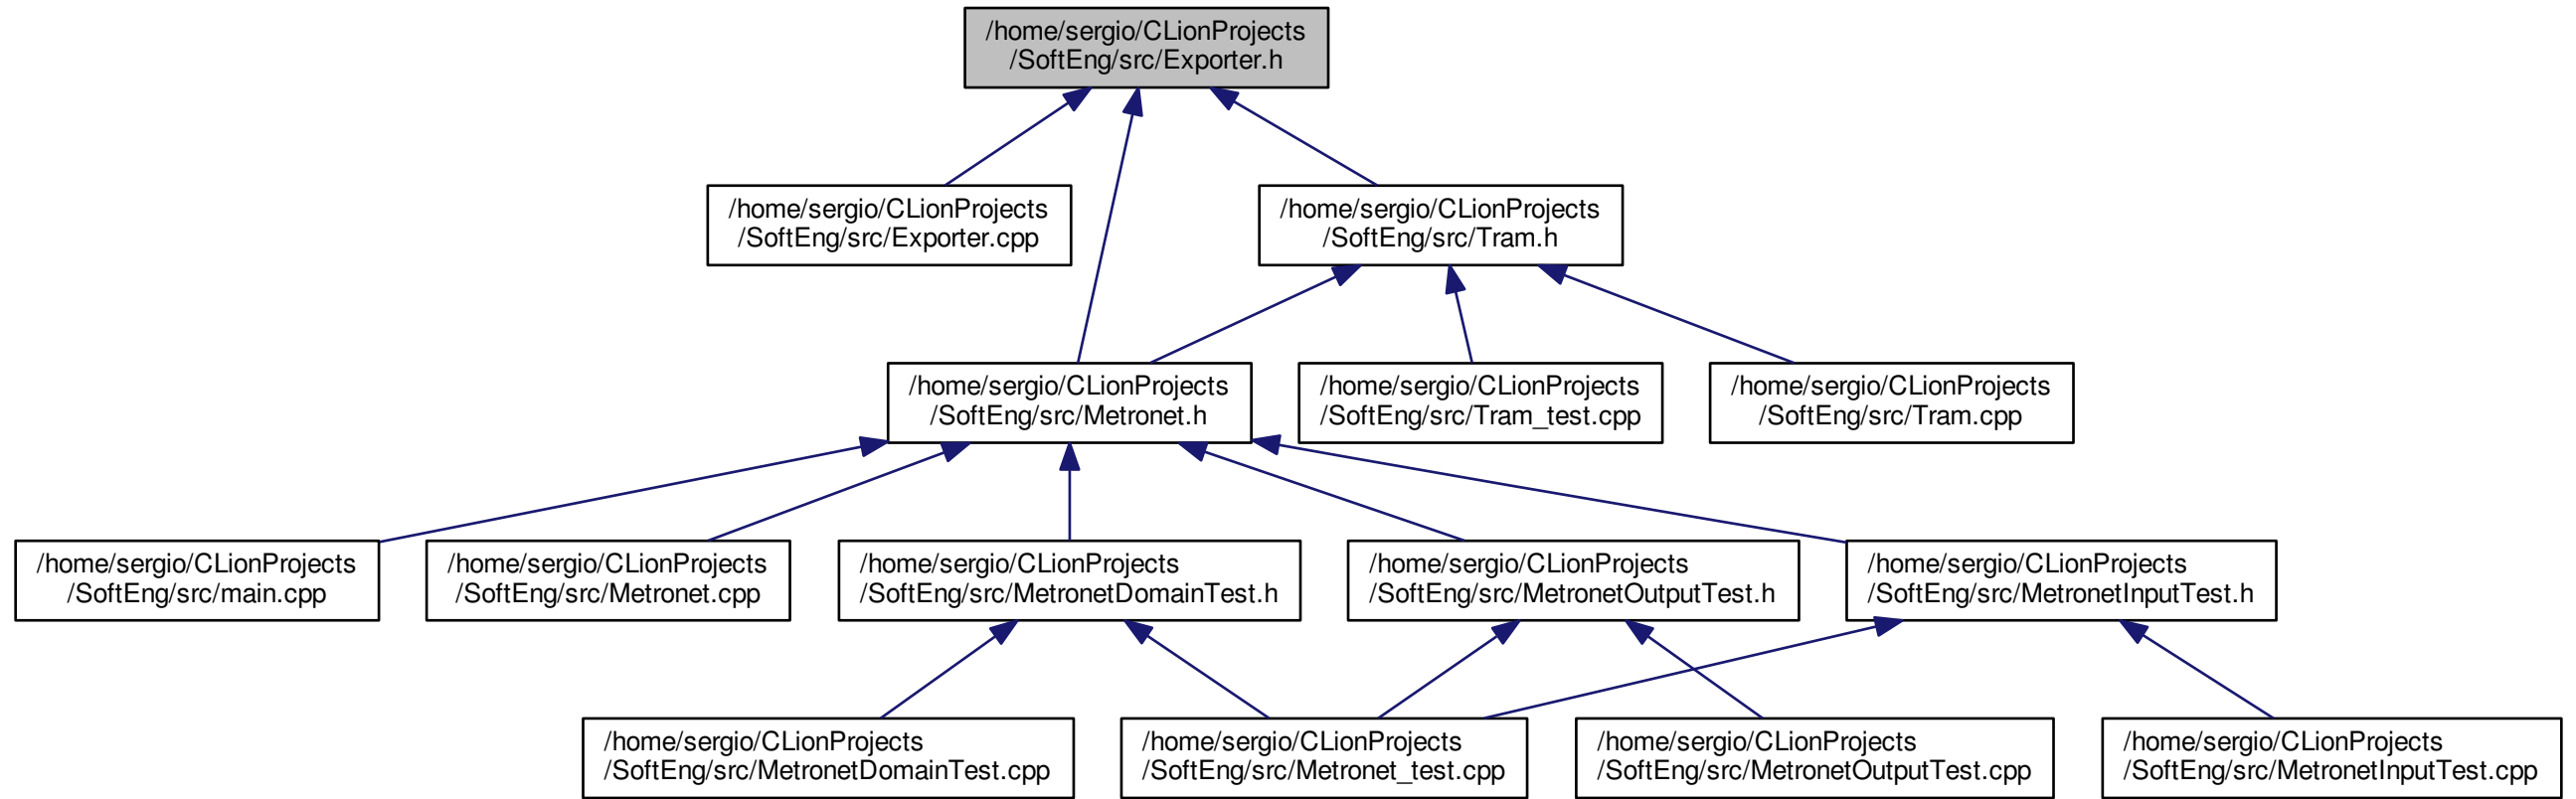 /home/sergio/CLionProjects
/SoftEng/src/Exporter.h
/home/sergio/CLionProjects
/SoftEng/src/Exporter.cpp
/home/sergio/CLionProjects
/SoftEng/src/Tram.h
/home/sergio/CLionProjects
/SoftEng/src/Metronet.h
/home/sergio/CLionProjects
/SoftEng/src/Tram_test.cpp
/home/sergio/CLionProjects
/SoftEng/src/Tram.cpp
/home/sergio/CLionProjects
/SoftEng/src/main.cpp
/home/sergio/CLionProjects
/SoftEng/src/Metronet.cpp
/home/sergio/CLionProjects
/SoftEng/src/MetronetDomainTest.h
/home/sergio/CLionProjects
/SoftEng/src/MetronetOutputTest.h
/home/sergio/CLionProjects
/SoftEng/src/MetronetInputTest.h
/home/sergio/CLionProjects
/SoftEng/src/MetronetDomainTest.cpp
/home/sergio/CLionProjects
/SoftEng/src/Metronet_test.cpp
/home/sergio/CLionProjects
/SoftEng/src/MetronetOutputTest.cpp
/home/sergio/CLionProjects
/SoftEng/src/MetronetInputTest.cpp